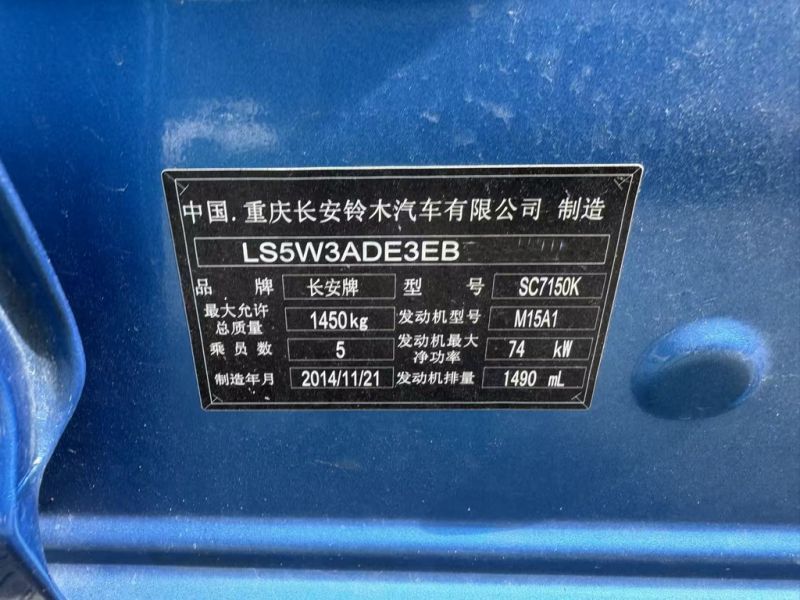 中国.重庆长安铃木汽车有限公司 制造
LS5W3ADE3EB
品牌 长安牌 型号 SC7150K
最大允许总质量 1450kg 发动机型号 M15A1
乘员数 5 发动机最大净功率 74 kW
制造年月 2014/11/21 发动机排量 1490 mL